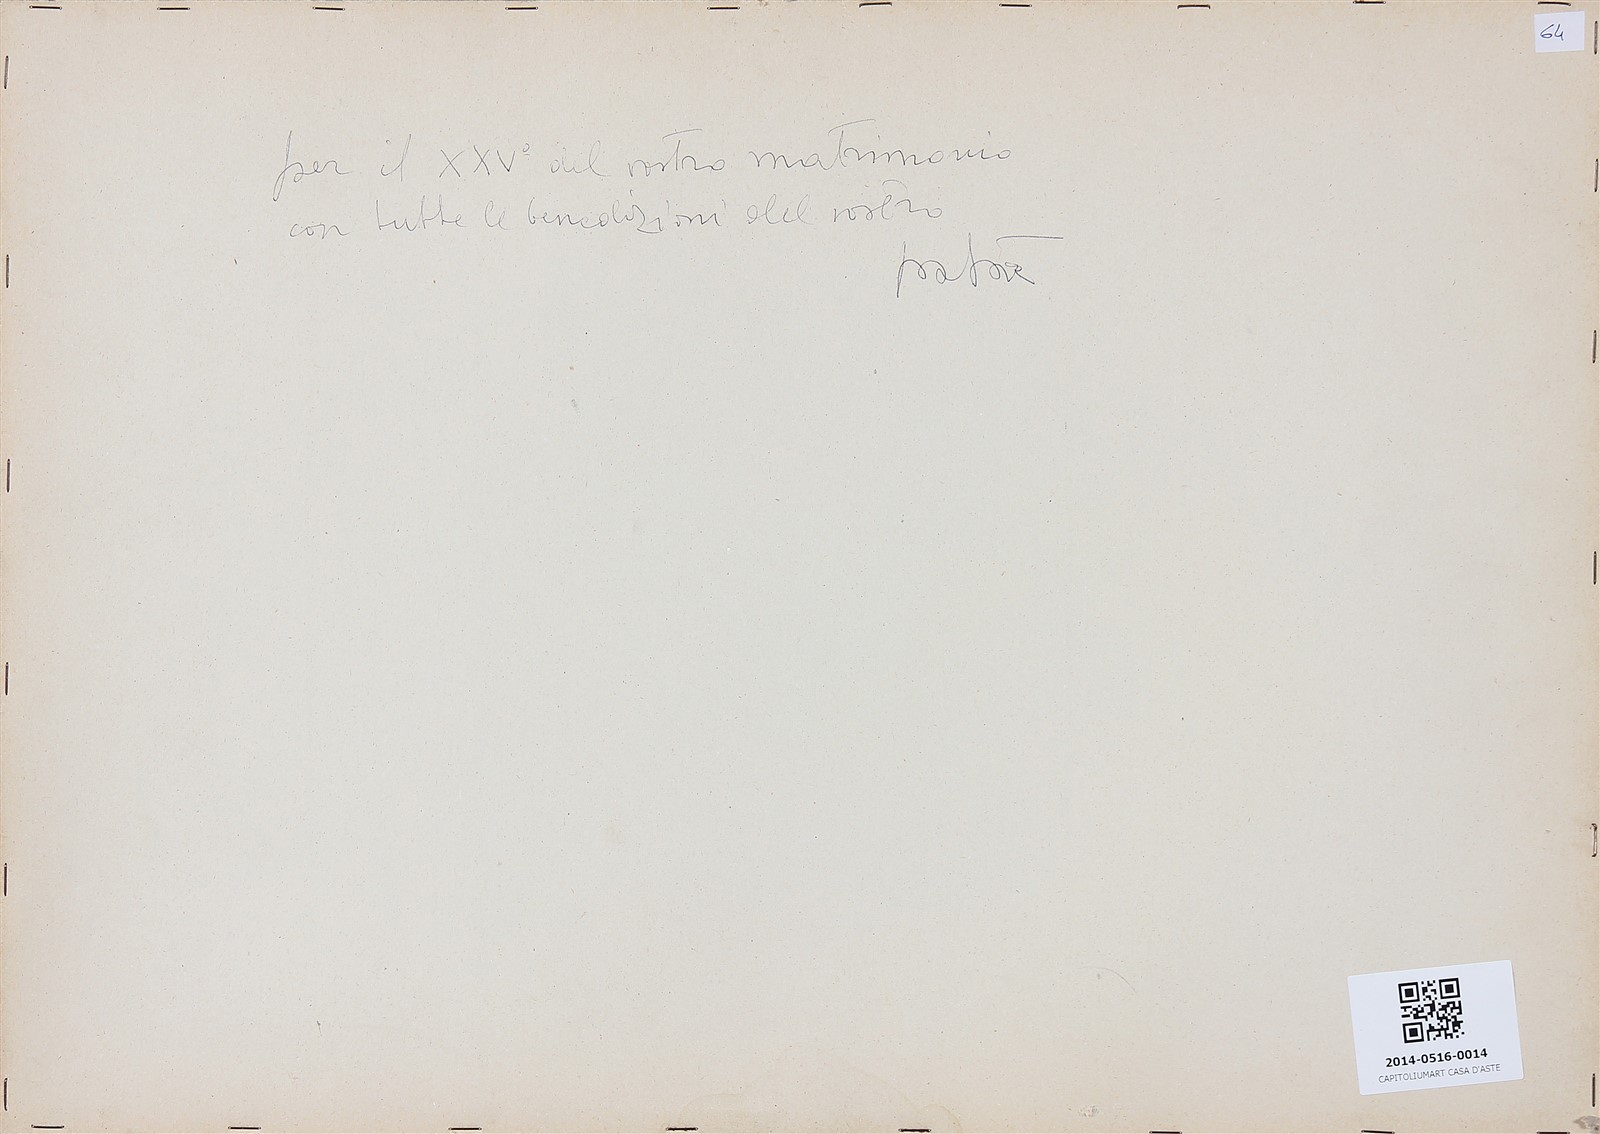 64
per il XXV° del vostro matrimonio
con tutte le benedizioni del vostro
2014-0516-0014
CAPITOLIUMART CASA D'ASTE